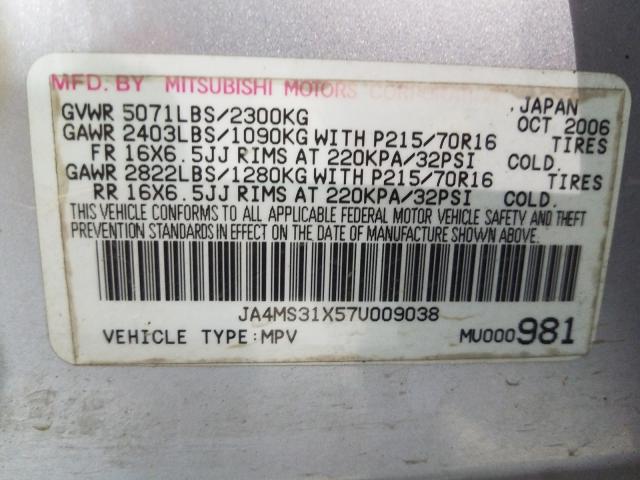 MFD. BY MITSUBISHI MOTORS CORPORATION, JAPAN
GVWR 5071LBS/2300KG OCT 2006
GAWR 2403LBS/1090KG WITH P215/70R16 TIRES
FR 16X6.5JJ RIMS AT 220KPA/32PSI COLD.
GAWR 2822LBS/1280KG WITH P215/70R16 TIRES
RR 16X6.5JJ RIMS AT 220KPA/32PSI COLD.
THIS VEHICLE CONFORMS TO ALL APPLICABLE FEDERAL MOTOR VEHICLE SAFETY AND THEFT
PREVENTION STANDARDS IN EFFECT ON THE DATE OF MANUFACTURE SHOWN ABOVE.
JA4MS31X57U009038
VEHICLE TYPE:MPV MU000981